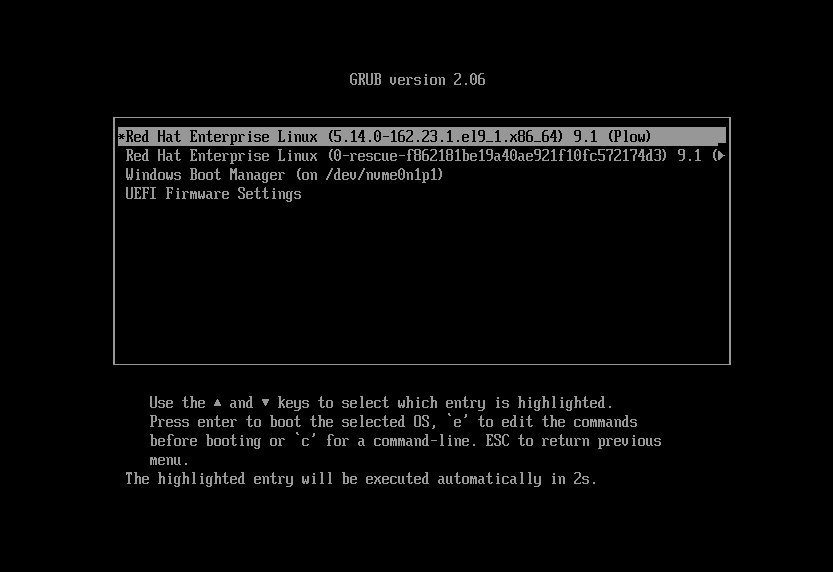 GRUB version 2.06
*Red Hat Enterprise Linux (5.14.0-162.23.1.el9_1.x86_64) 9.1 (Plow)
Red Hat Enterprise Linux (0-rescue-f862181be19a40ae921f10fc572174d3) 9.1 (▶
Windows Boot Manager (on /dev/nvme0n1p1)
UEFI Firmware Settings
Use the ▲ and ▼ keys to select which entry is highlighted.
Press enter to boot the selected OS, `e' to edit the commands
before booting or `c' for a command-line. ESC to return previous
menu.
The highlighted entry will be executed automatically in 2s.